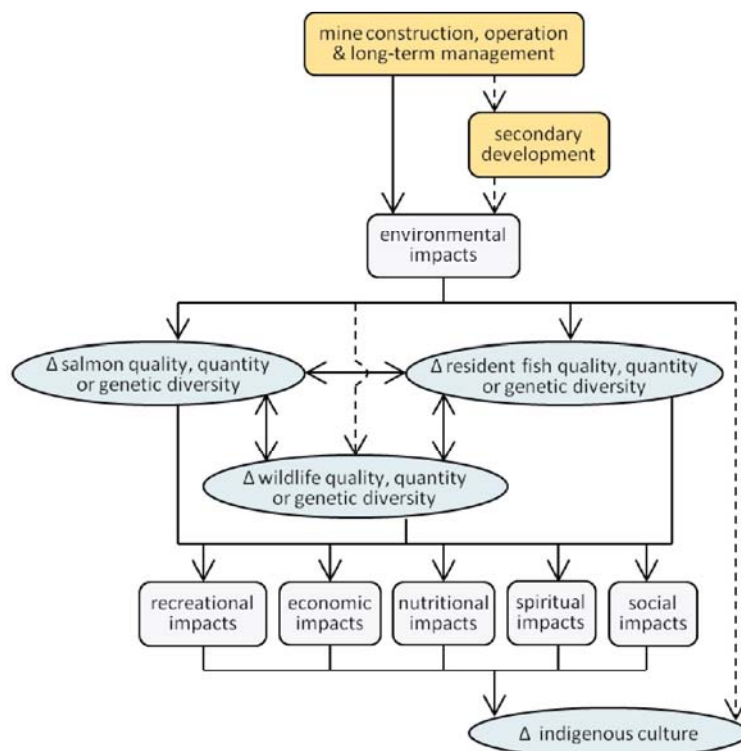 mine construction, operation
& long-term management
secondary
development
environmental
impacts
Δ salmon quality, quantity
or genetic diversity
Δ resident fish quality, quantity
or genetic diversity
Δ wildlife quality, quantity
or genetic diversity
recreational
impacts
economic
impacts
nutritional
impacts
spiritual
impacts
social
impacts
Δ indigenous culture